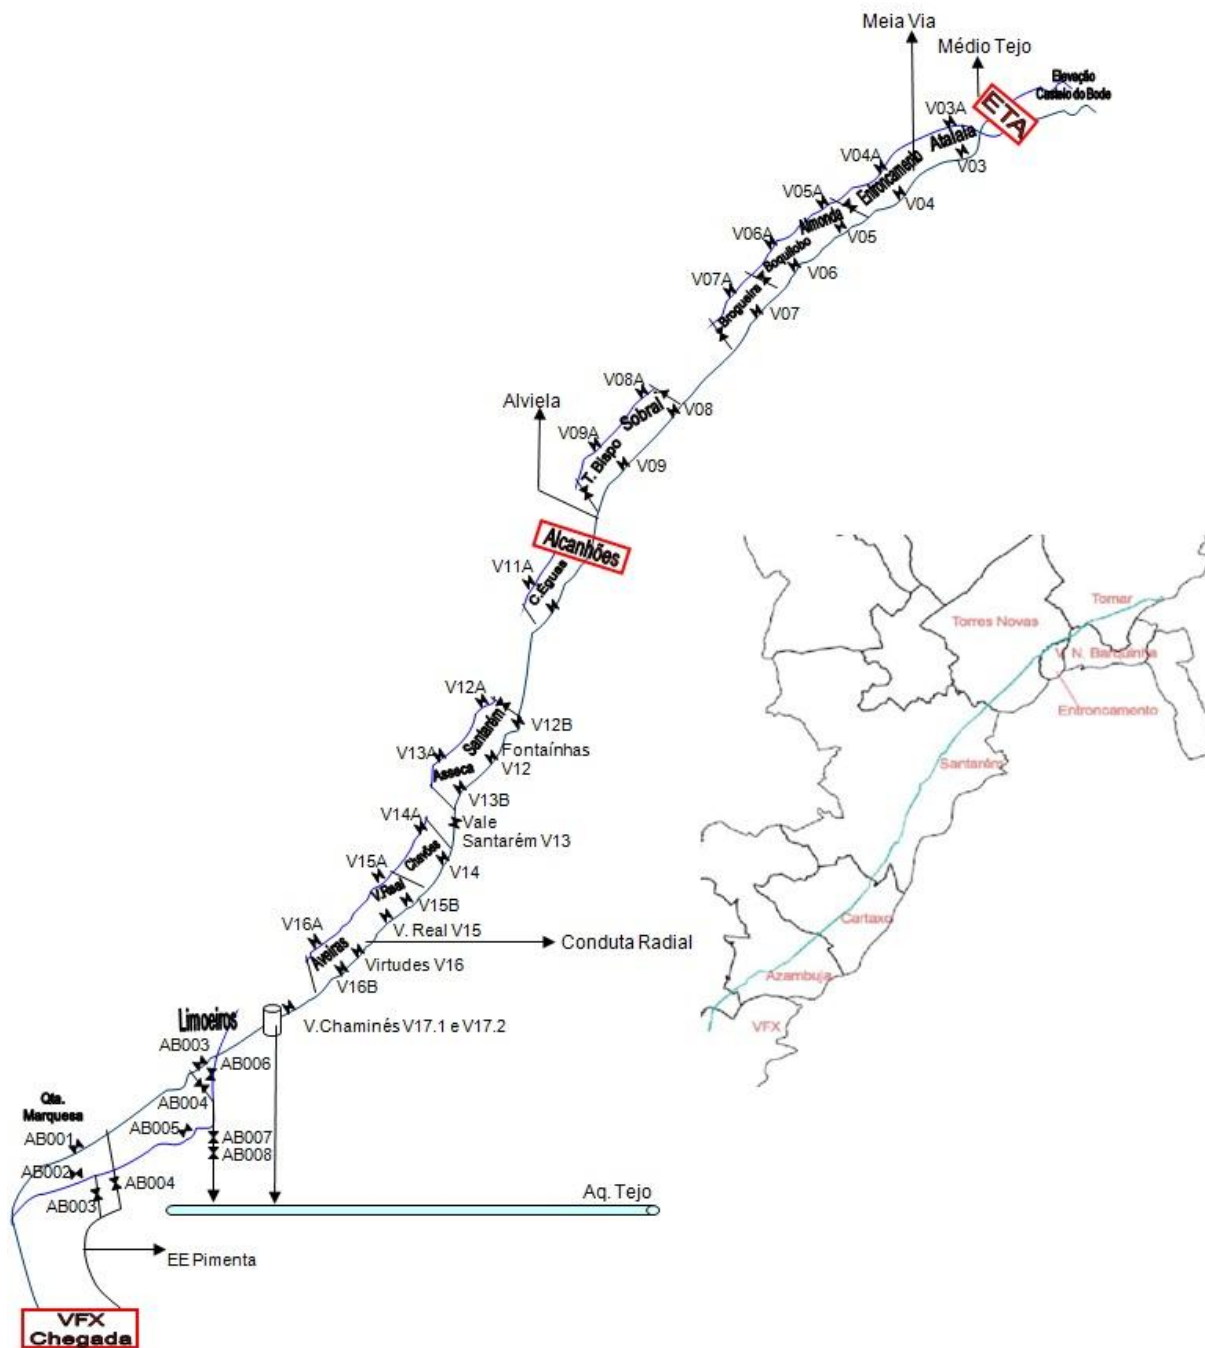 Meia Via
Médio Tejo
Elevação
Castelo do Bode
ETA
V03A
Atalaia
V03
V04A
Entroncamento
V04
V05A
Almonda
V05
V06A
Boquilobo
V06
V07A
Brogueira
V07
V08A
Sobral
V08
Alviela
V09A
T. Bispo
V09
Alcanhões
V11A
C.Éguas
V12A
Santarém
V12B
Fontaínhas
V12
V13A
Asseca
V13B
Vale
Santarém V13
V14A
Chavões
V14
V15A
V.Real
V15B
V. Real V15
V16A
Aveiras
Conduta Radial
Virtudes V16
V16B
V.Chaminés V17.1 e V17.2
Limoeiros
AB003
AB006
AB004
Qta.
Marquesa
AB005
AB001
AB007
AB008
AB002
AB004
AB003
Aq. Tejo
EE Pimenta
VFX
Chegada
Tomar
Torres Novas
V. N. Barquinha
Entroncamento
Santarém
Cartaxo
Azambuja
VFX